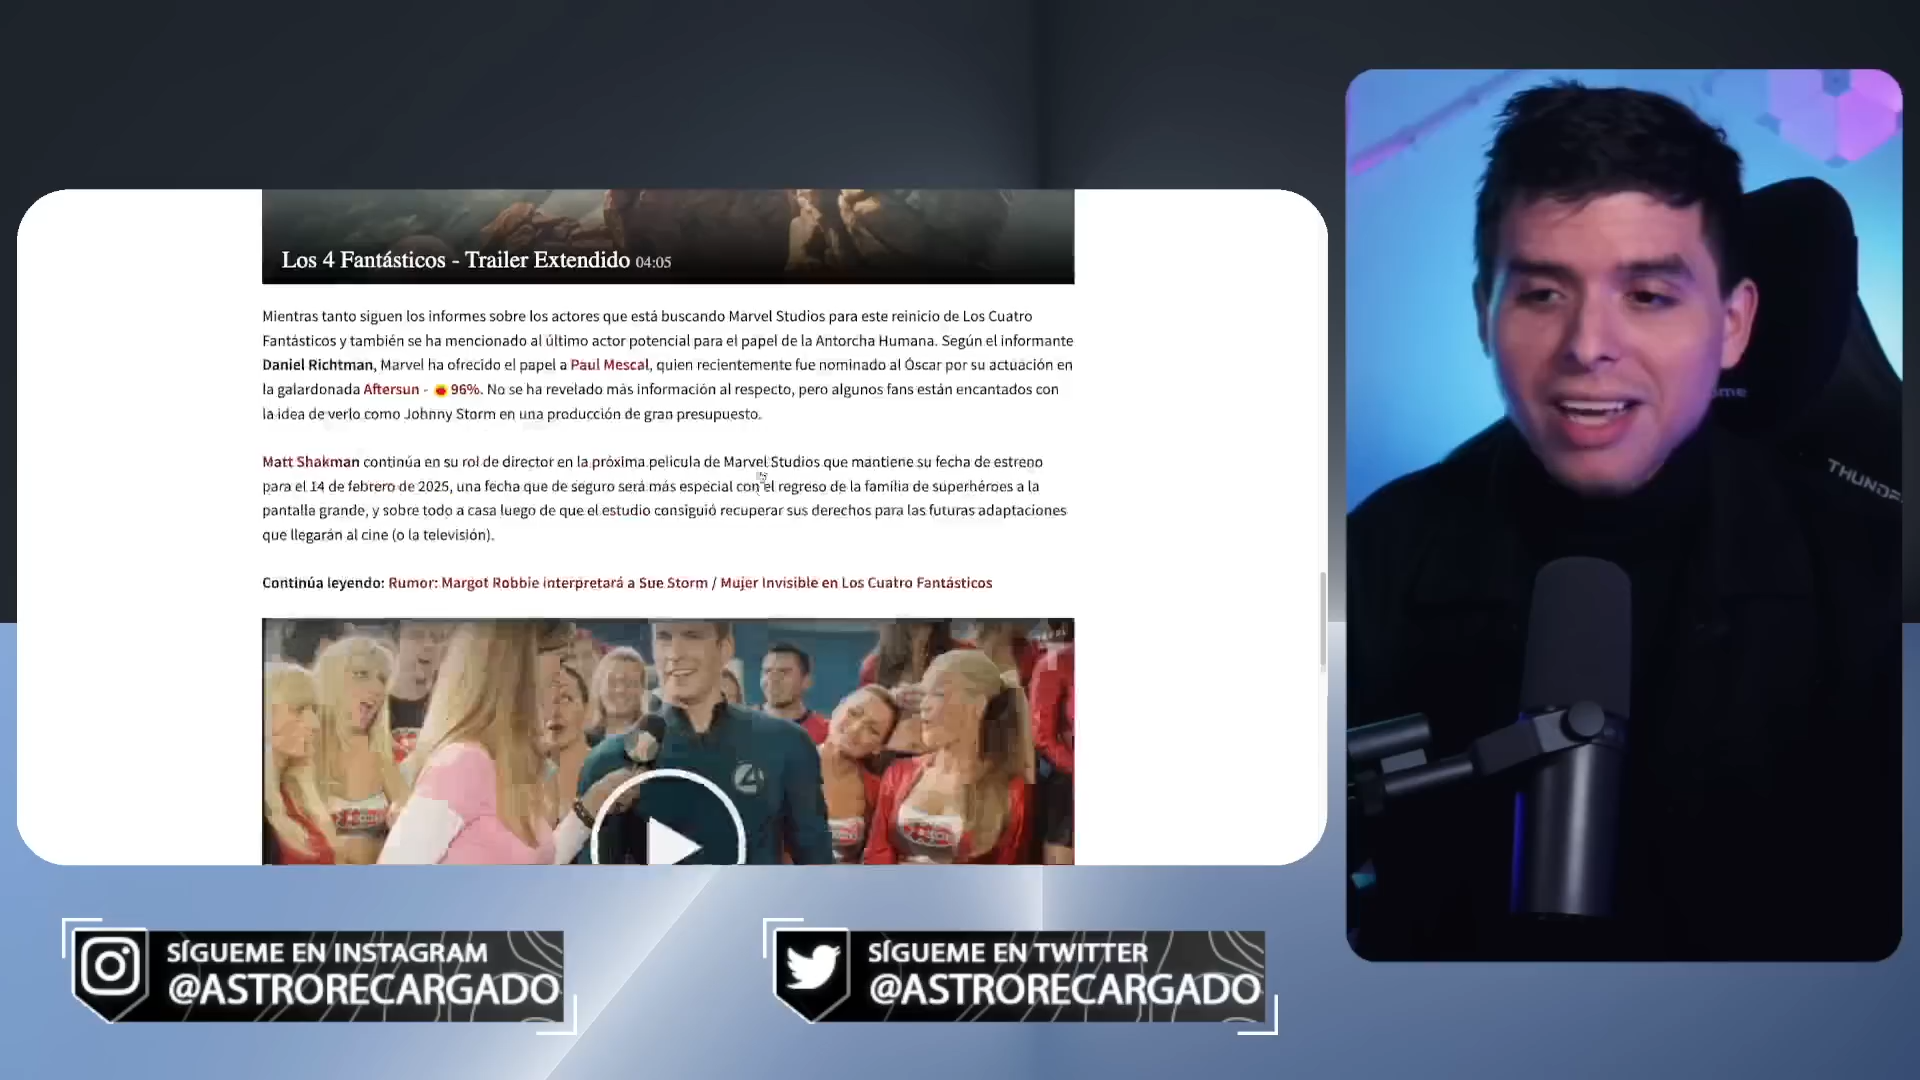 Los 4 Fantásticos - Trailer Extendido 04:05
Mientras tanto siguen los informes sobre los actores que está buscando Marvel Studios para este reinicio de Los Cuatro
Fantásticos y también se ha mencionado al último actor potencial para el papel de la Antorcha Humana. Según el informante
Daniel Richtman, Marvel ha ofrecido el papel a Paul Mescal, quien recientemente fue nominado al Óscar por su actuación en
la galardonada Aftersun - 96%. No se ha revelado más información al respecto, pero algunos fans están encantados con
la idea de verlo como Johnny Storm en una producción de gran presupuesto.
Matt Shakman continúa en su rol de director en la próxima película de Marvel Studios que mantiene su fecha de estreno
para el 14 de febrero de 2025, una fecha que de seguro será más especial con el regreso de la familia de superhéroes a la
pantalla grande, y sobre todo a casa luego de que el estudio consiguió recuperar sus derechos para las futuras adaptaciones
que llegarán al cine (o la televisión).
Continúa leyendo: Rumor: Margot Robbie interpretará a Sue Storm / Mujer Invisible en Los Cuatro Fantásticos
SÍGUEME EN INSTAGRAM
@ASTRORECARGADO
SÍGUEME EN TWITTER
@ASTRORECARGADO